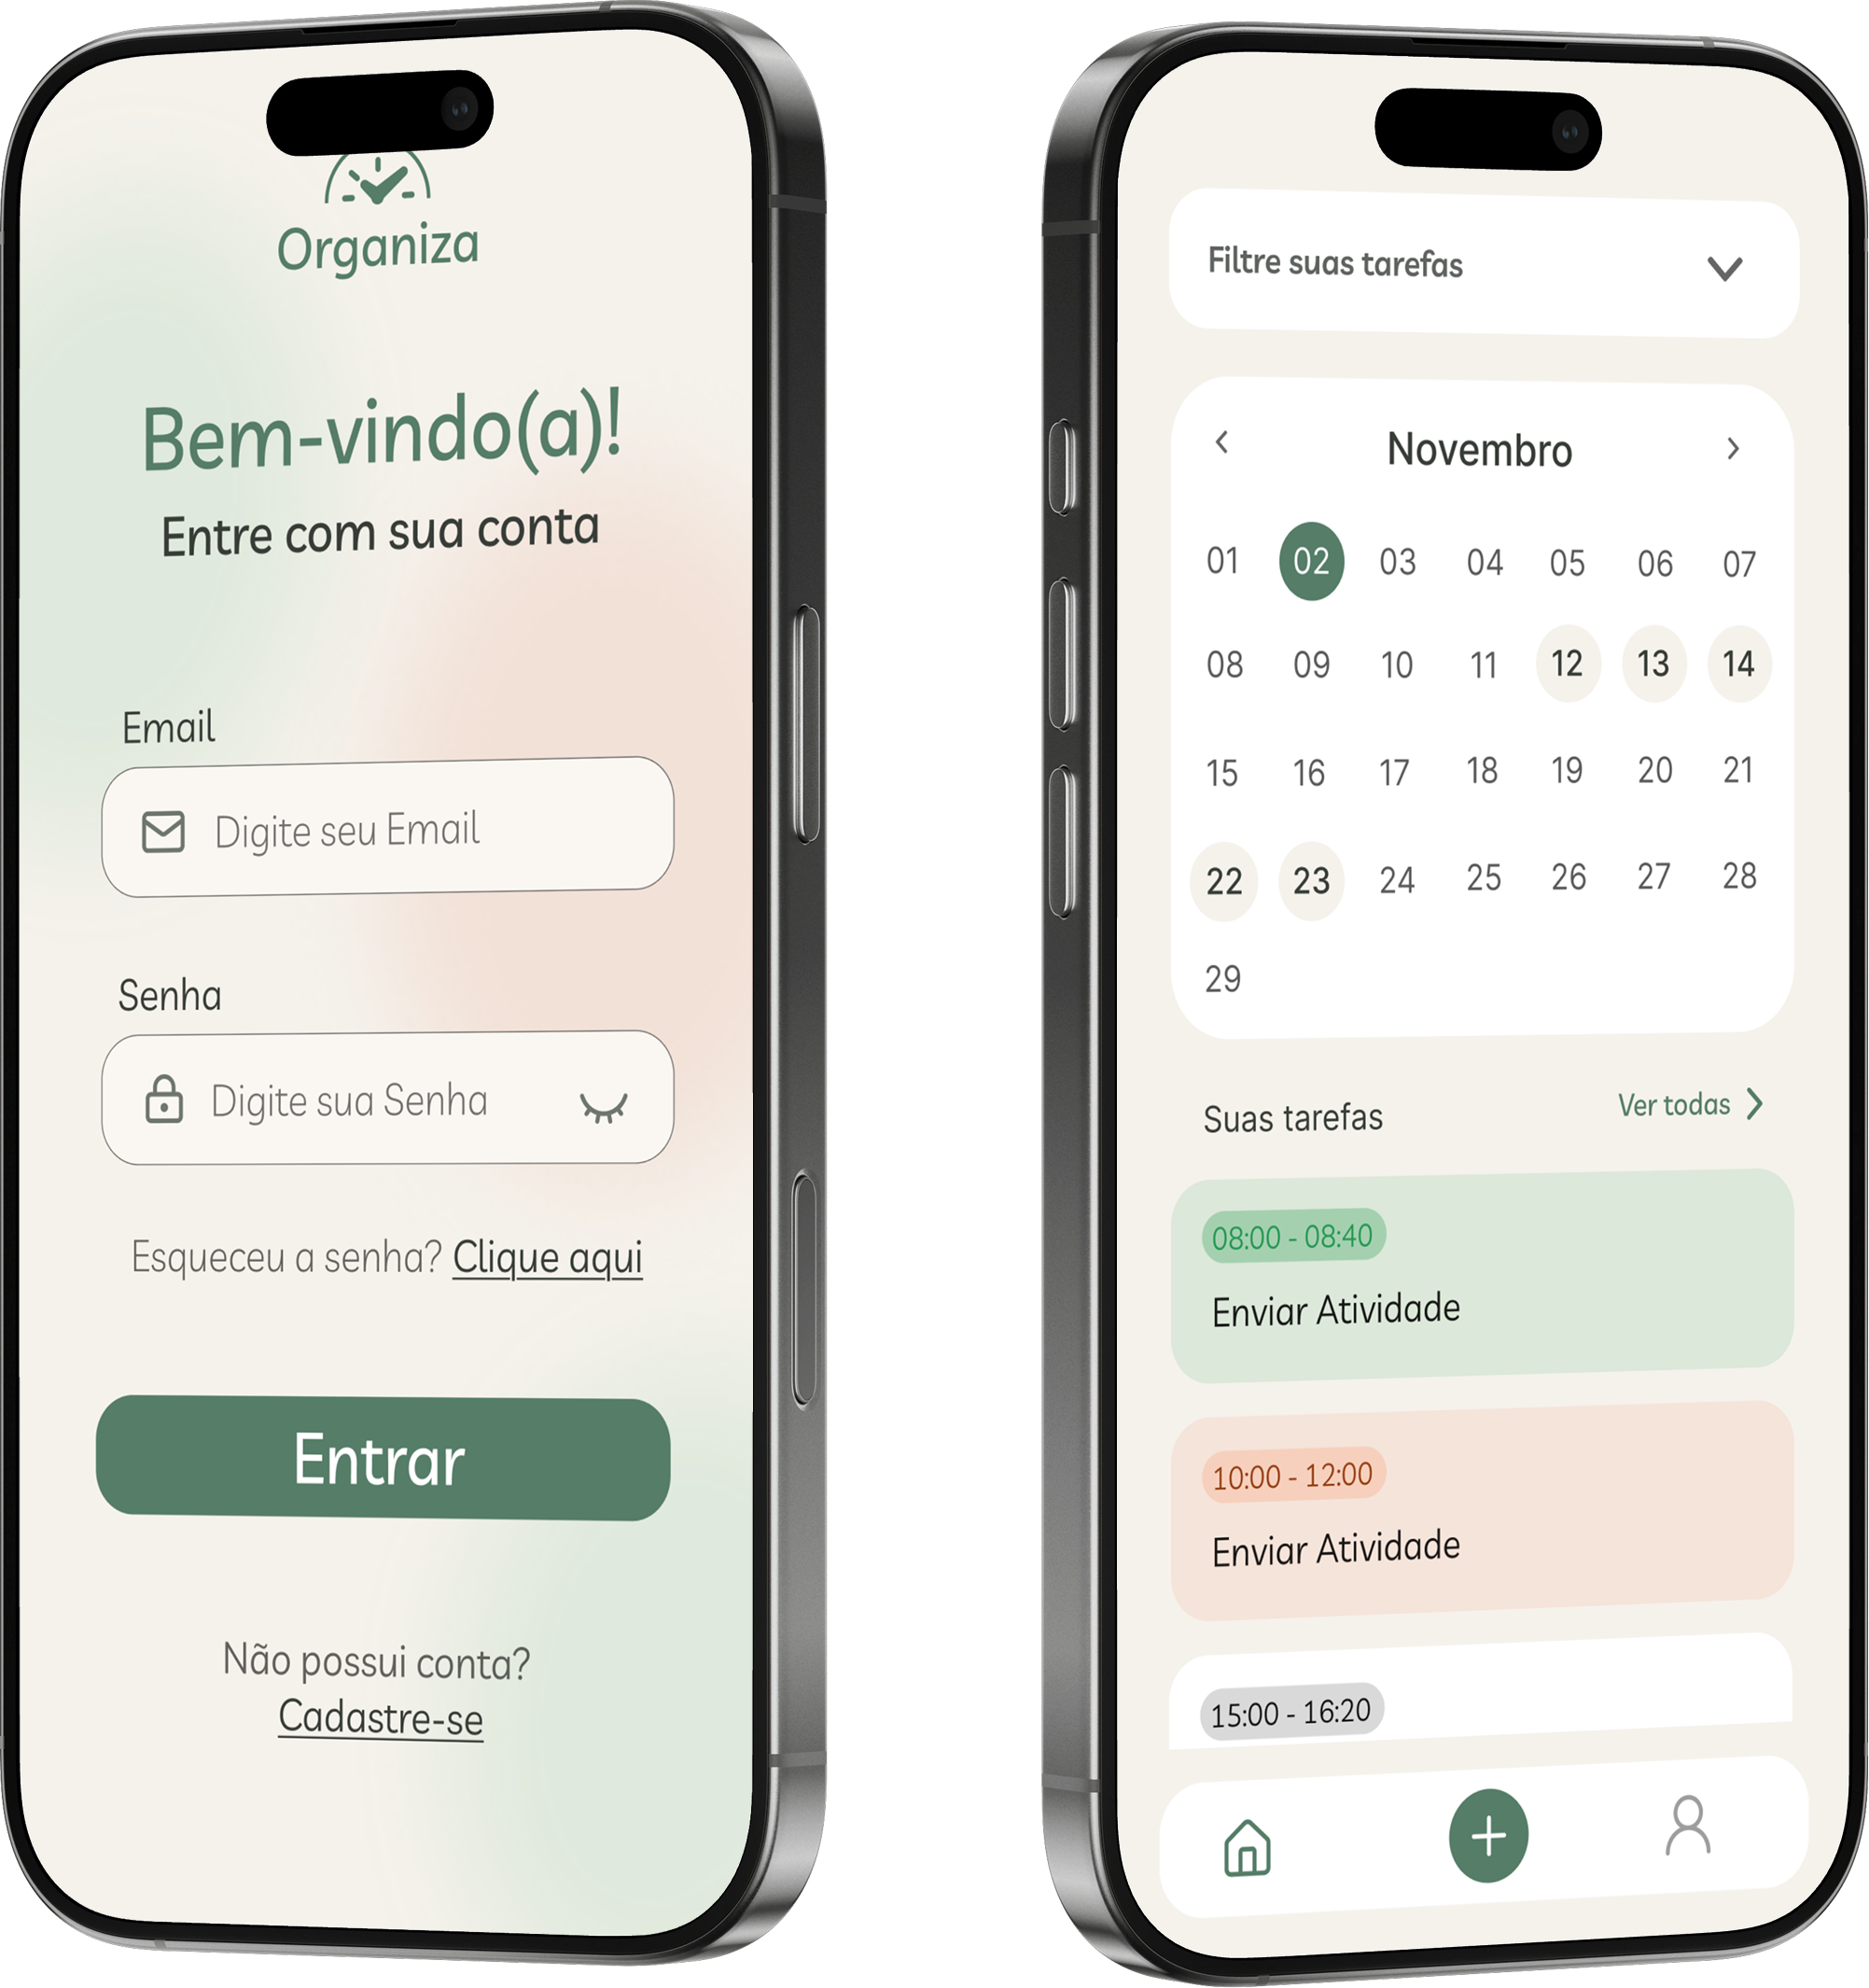 Organiza
Bem-vindo(a)!
Entre com sua conta
Email
Digite seu Email
Senha
Digite sua Senha
Esqueceu a senha? Clique aqui
Entrar
Não possui conta?
Cadastre-se
Filtre suas tarefas
Novembro
01 02 03 04 05 06 07
08 09 10 11 12 13 14
15 16 17 18 19 20 21
22 23 24 25 26 27 28
29
Suas tarefas Ver todas
08:00 - 08:40
Enviar Atividade
10:00 - 12:00
Enviar Atividade
15:00 - 16:20